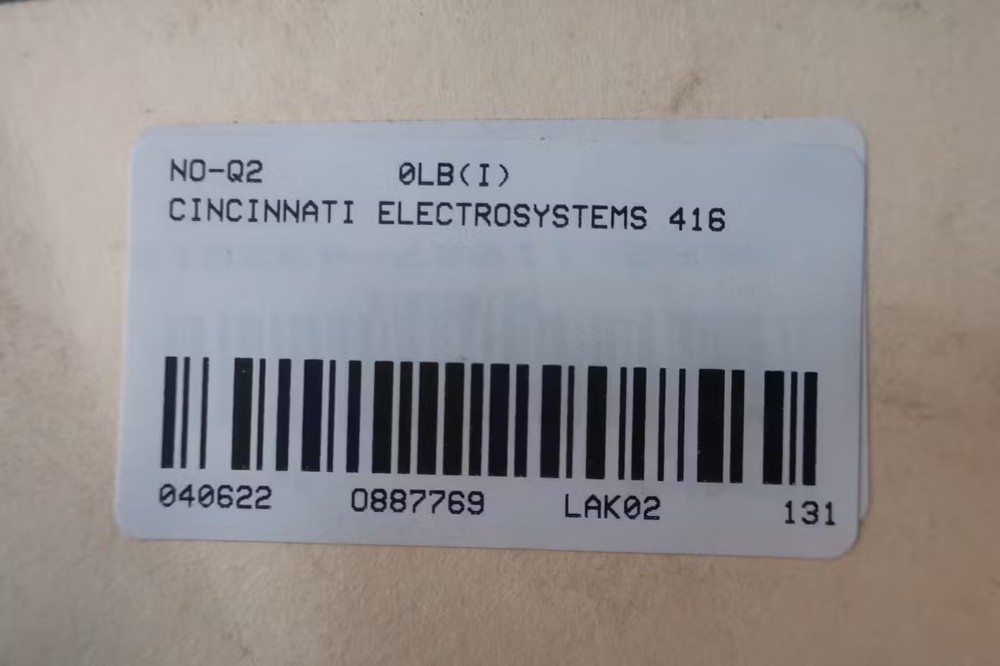 NO-Q2 0LB(I)
CINCINNATI ELECTROSYSTEMS 416
040622 0887769 LAK02 131